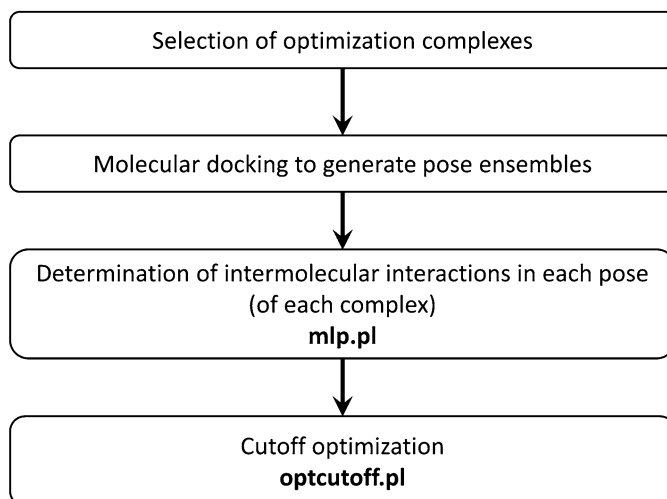 Selection of optimization complexes
Molecular docking to generate pose ensembles
Determination of intermolecular interactions in each pose
(of each complex)
mlp.pl
Cutoff optimization
optcutoff.pl